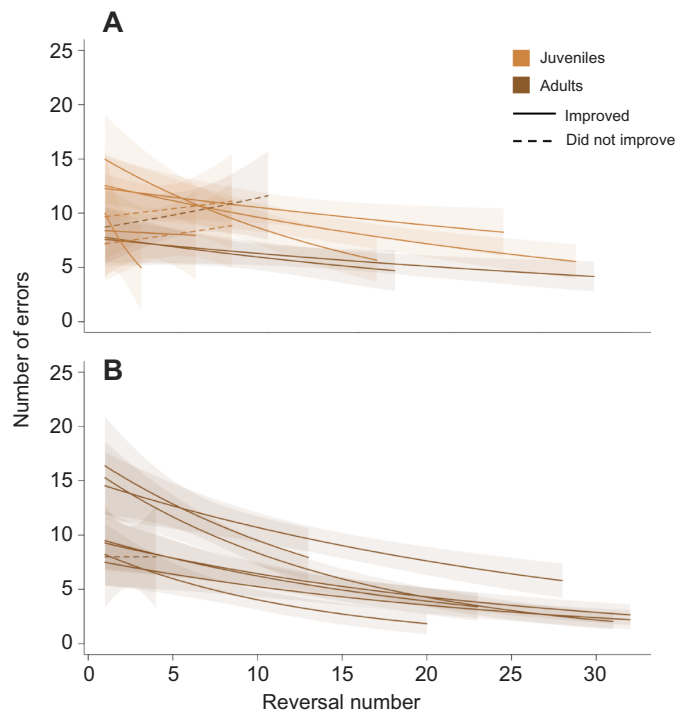 A
25
20
15
10
5
0
Juveniles
Adults
Improved
Did not improve
Number of errors
B
25
20
15
10
5
0
0 5 10 15 20 25 30
Reversal number